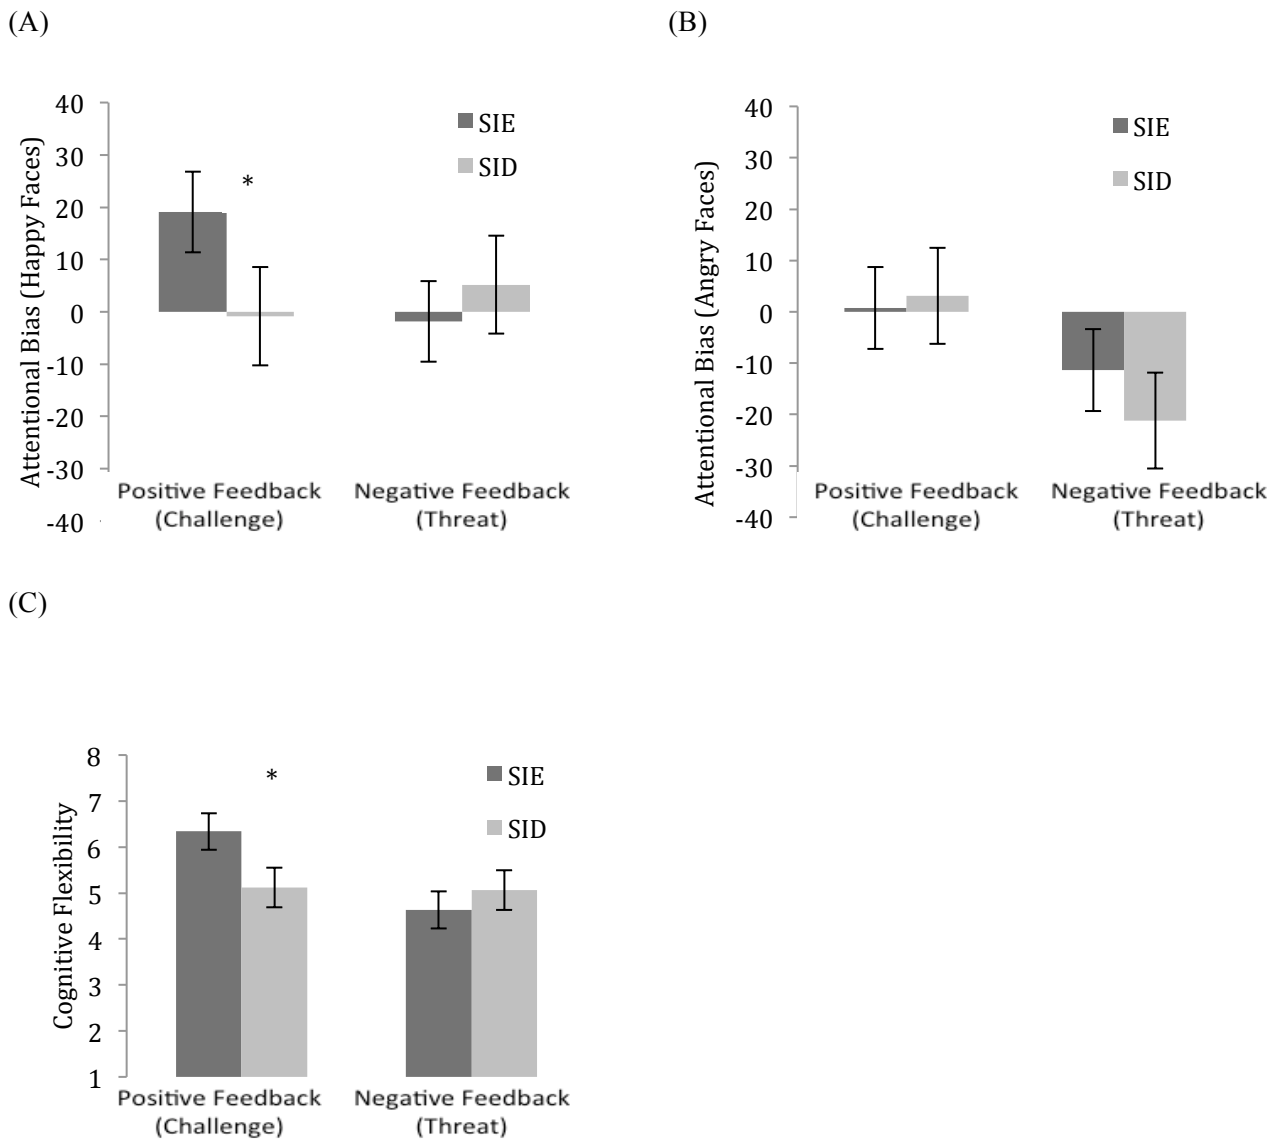 (A)
Attentional Bias (Happy Faces)
40
30
20
10
0
-10
-20
-30
-40
SIE
SID
*
Positive Feedback
(Challenge)
Negative Feedback
(Threat)
(B)
Attentional Bias (Angry Faces)
40
30
20
10
0
-10
-20
-30
-40
SIE
SID
Positive Feedback
(Challenge)
Negative Feedback
(Threat)
(C)
Cognitive Flexibility
8
7
6
5
4
3
2
1
SIE
SID
*
Positive Feedback
(Challenge)
Negative Feedback
(Threat)